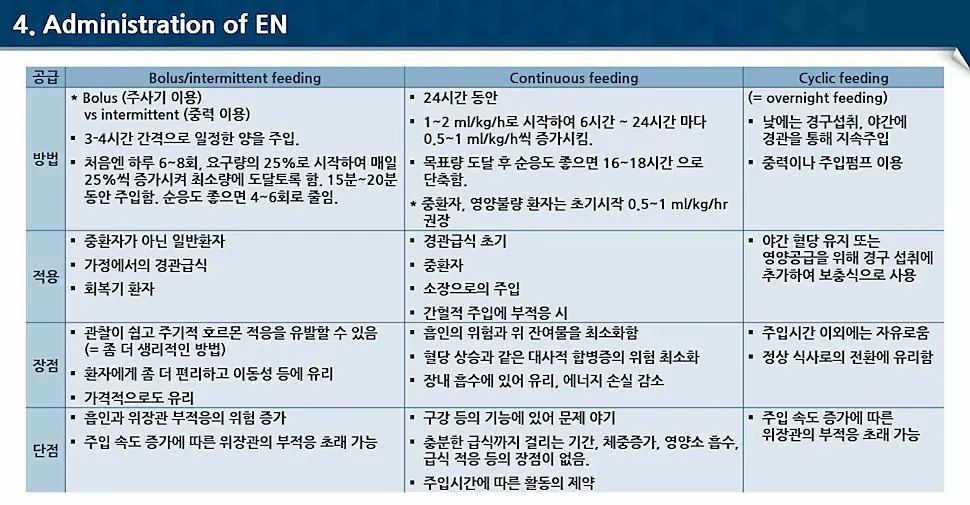 4. Administration of EN
공급
Bolus/intermittent feeding
Continuous feeding
Cyclic feeding
방법
* Bolus (주사기 이용)
vs intermittent (중력 이용)
▪ 3-4시간 간격으로 일정한 양을 주입.
▪ 처음엔 하루 6~8회, 요구량의 25%로 시작하여 매일
25%씩 증가시켜 최소량에 도달토록 함. 15분~20분
동안 주입함. 순응도 좋으면 4~6회로 줄임.
▪ 24시간 동안
▪ 1~2 ml/kg/h로 시작하여 6시간 ~ 24시간 마다
0.5~1 ml/kg/h씩 증가시킴.
▪ 목표량 도달 후 순응도 좋으면 16~18시간 으로
단축함.
* 중환자, 영양불량 환자는 초기시작 0.5~1 ml/kg/hr
권장
(= overnight feeding)
▪ 낮에는 경구섭취, 야간에
경관을 통해 지속주입
▪ 중력이나 주입펌프 이용
적용
▪ 중환자가 아닌 일반환자
▪ 가정에서의 경관급식
▪ 회복기 환자
▪ 경관급식 초기
▪ 중환자
▪ 소장으로의 주입
▪ 간헐적 주입에 부적응 시
▪ 야간 혈당 유지 또는
영양공급을 위해 경구 섭취에
추가하여 보충식으로 사용
장점
▪ 관찰이 쉽고 주기적 호르몬 적응을 유발할 수 있음
(= 좀 더 생리적인 방법)
▪ 환자에게 좀 더 편리하고 이동성 등에 유리
▪ 가격적으로도 유리
▪ 흡인의 위험과 위 잔여물을 최소화함
▪ 혈당 상승과 같은 대사적 합병증의 위험 최소화
▪ 장내 흡수에 있어 유리, 에너지 손실 감소
▪ 주입시간 이외에는 자유로움
▪ 정상 식사로의 전환에 유리함
단점
▪ 흡인과 위장관 부적응의 위험 증가
▪ 주입 속도 증가에 따른 위장관의 부적응 초래 가능
▪ 구강 등의 기능에 있어 문제 야기
▪ 충분한 급식까지 걸리는 기간, 체중증가, 영양소 흡수,
급식 적응 등의 장점이 없음.
▪ 주입시간에 따른 활동의 제약
▪ 주입 속도 증가에 따른
위장관의 부적응 초래 가능